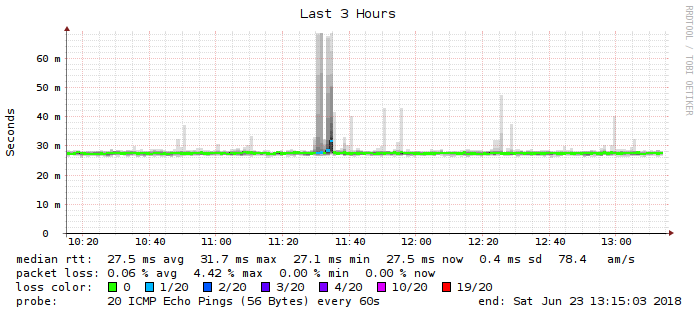 Last 3 Hours
RRDTOOL / TOBI OETIKER
Seconds
60 m
50 m
40 m
30 m
20 m
10 m
0
10:20 10:40 11:00 11:20 11:40 12:00 12:20 12:40 13:00
median rtt: 27.5 ms avg 31.7 ms max 27.1 ms min 27.5 ms now 0.4 ms sd 78.4 am/s
packet loss: 0.06 % avg 4.42 % max 0.00 % min 0.00 % now
loss color: 0 1/20 2/20 3/20 4/20 10/20 19/20
probe: 20 ICMP Echo Pings (56 Bytes) every 60s end: Sat Jun 23 13:15:03 2018